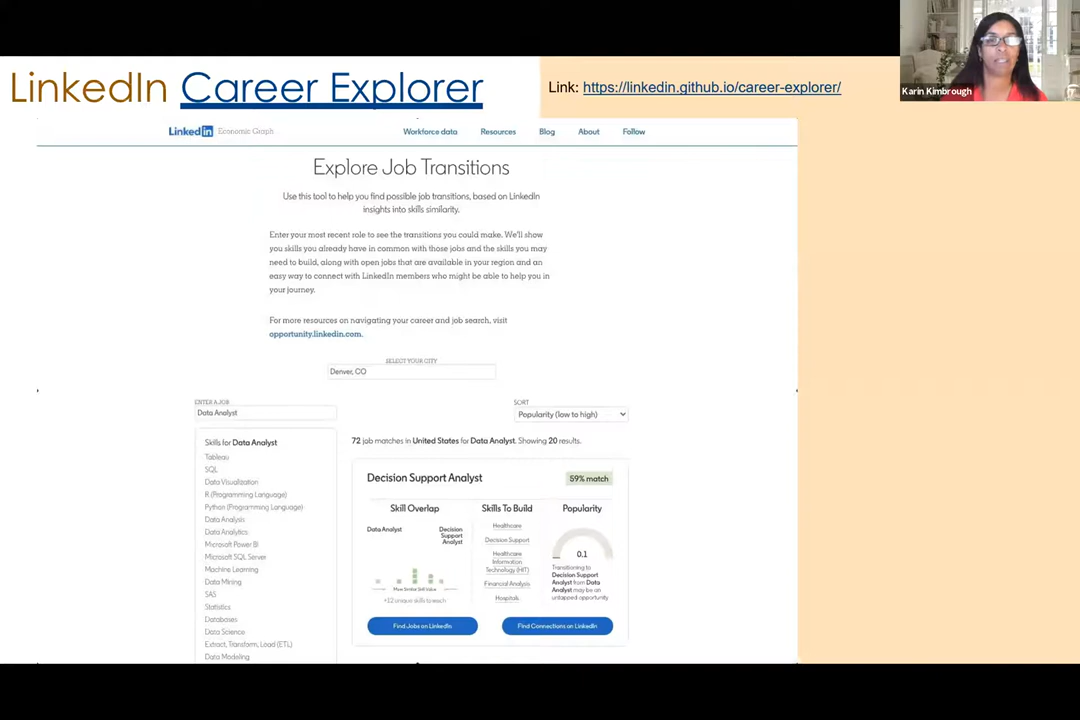 LinkedIn Career Explorer
Link: https://linkedin.github.io/career-explorer/
Karin Kimbrough
Linkedin Economic Graph
Workforce data Resources Blog About Follow
Explore Job Transitions
Use this tool to help you find possible job transitions, based on LinkedIn
insights into skills similarity.
Enter your most recent role to see the transitions you could make. We'll show
you skills you already have in common with those jobs and the skills you may
need to build, along with open jobs that are available in your region and an
easy way to connect with LinkedIn members who might be able to help you in
your journey.
For more resources on navigating your career and job search, visit
opportunity.linkedin.com.
SELECT YOUR CITY
Denver, CO
ENTER A JOB
Data Analyst
SORT
Popularity (low to high)
Skills for Data Analyst
Tableau
SQL
Data Visualization
R (Programming Language)
Python (Programming Language)
Data Analysis
Data Analytics
Microsoft Power BI
Microsoft SQL Server
Machine Learning
Data Mining
SAS
Statistics
Databases
Data Science
Extract, Transform, Load (ETL)
Data Modeling
72 job matches in United States for Data Analyst. Showing 20 results.
Decision Support Analyst
59% match
Skill Overlap
Data Analyst
Decision
Support
Analyst
More Similar Skill Value
+12 unique skills to each
Skills To Build
Healthcare
Decision Support
Healthcare
Information
Technology (HIT)
Financial Analysis
Hospitals
Popularity
0.1
Transitioning to
Decision Support
Analyst from Data
Analyst may be an
untapped opportunity
Find Jobs on LinkedIn
Find Connections on LinkedIn